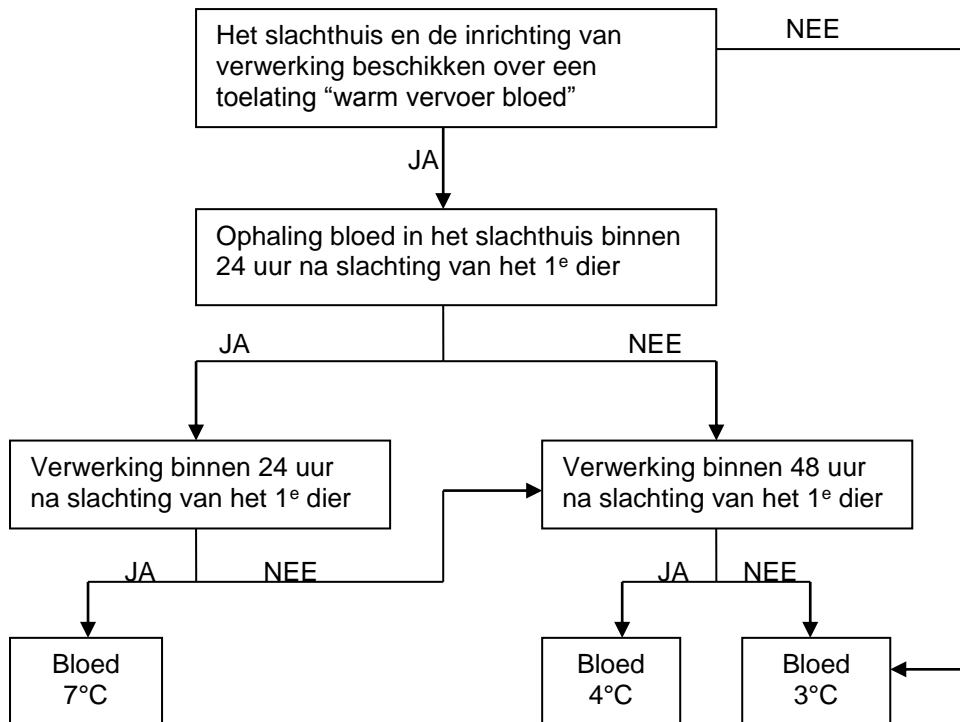 Het slachthuis en de inrichting van
verwerking beschikken over een
toelating “warm vervoer bloed”
NEE
JA
Ophaling bloed in het slachthuis binnen
24 uur na slachting van het 1e dier
JA
NEE
Verwerking binnen 24 uur
na slachting van het 1e dier
Verwerking binnen 48 uur
na slachting van het 1e dier
JA
NEE
JA
NEE
Bloed
7°C
Bloed
4°C
Bloed
3°C